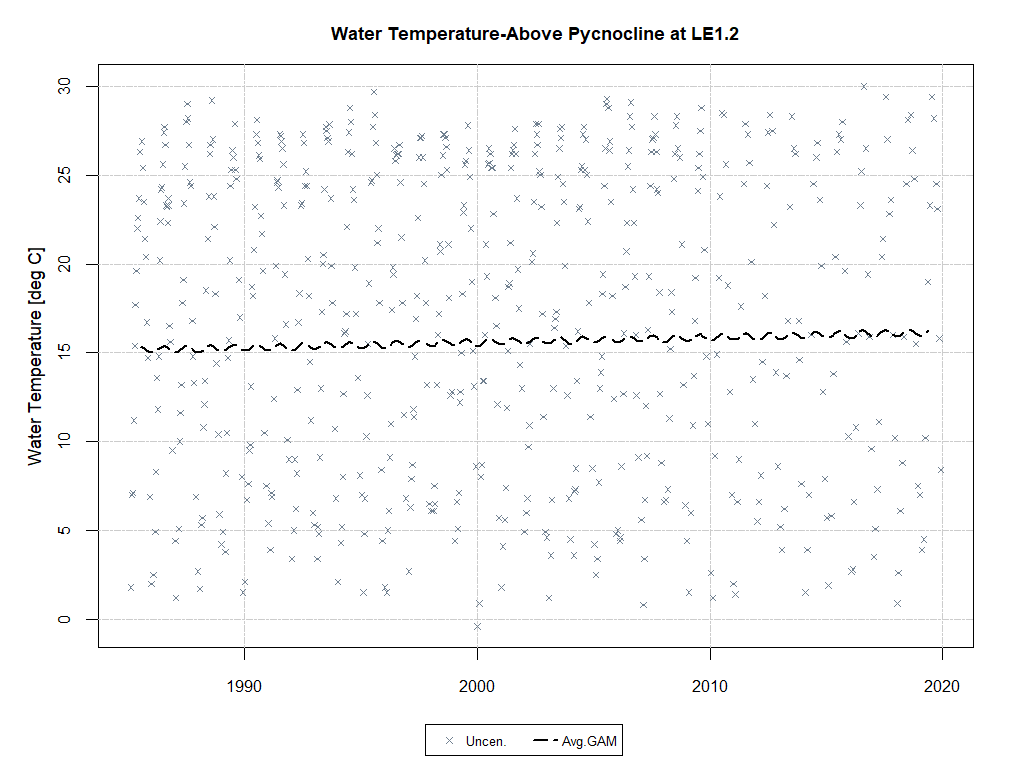 Water Temperature-Above Pycnocline at LE1.2
Water Temperature [deg C]
30
25
20
15
10
5
0
1990
2000
2010
2020
Uncen.
Avg.GAM